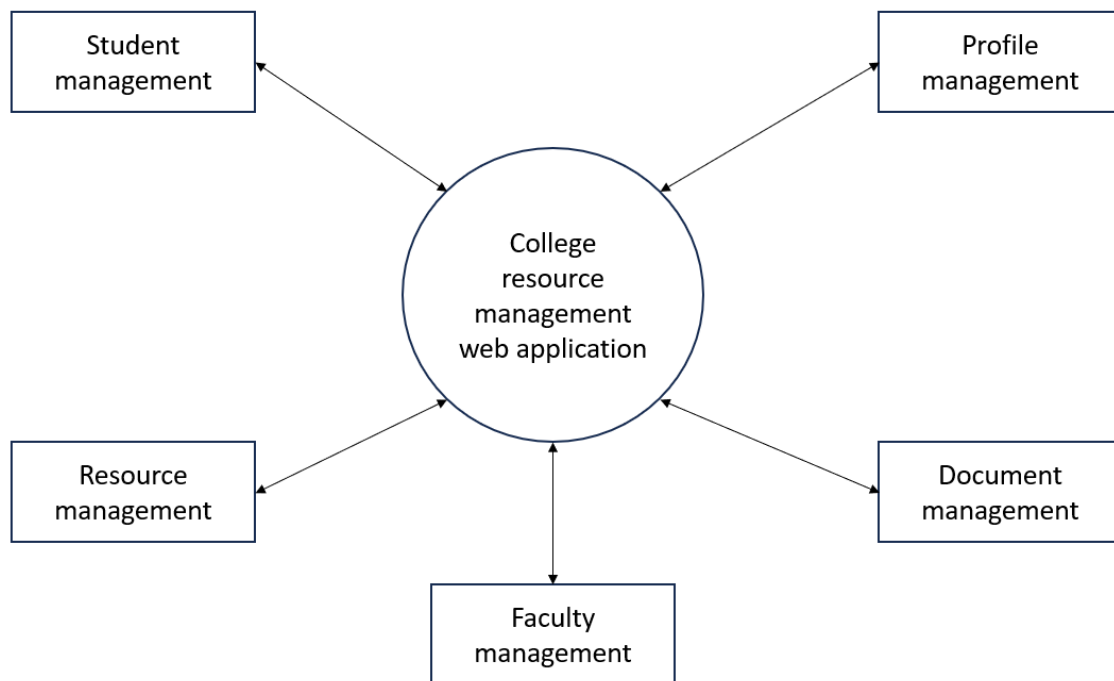 Student
management
Profile
management
College
resource
management
web application
Resource
management
Document
management
Faculty
management